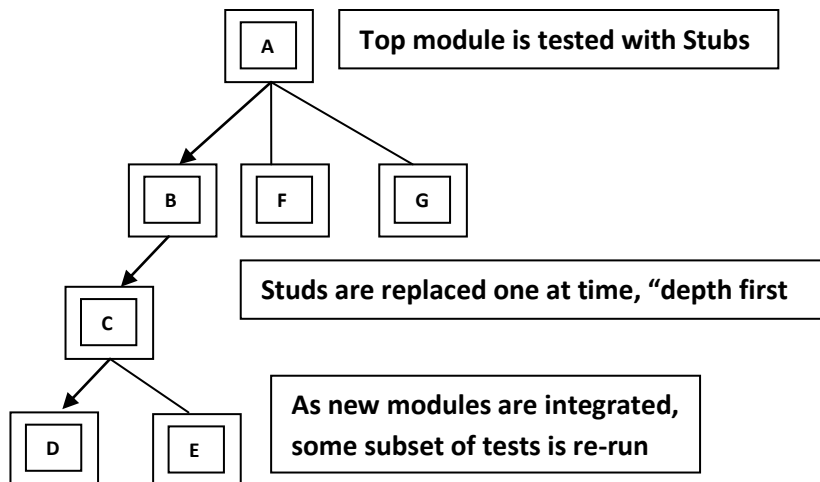 A
Top module is tested with Stubs
B
F
G
Studs are replaced one at time, “depth first
C
As new modules are integrated,
some subset of tests is re-run
D
E